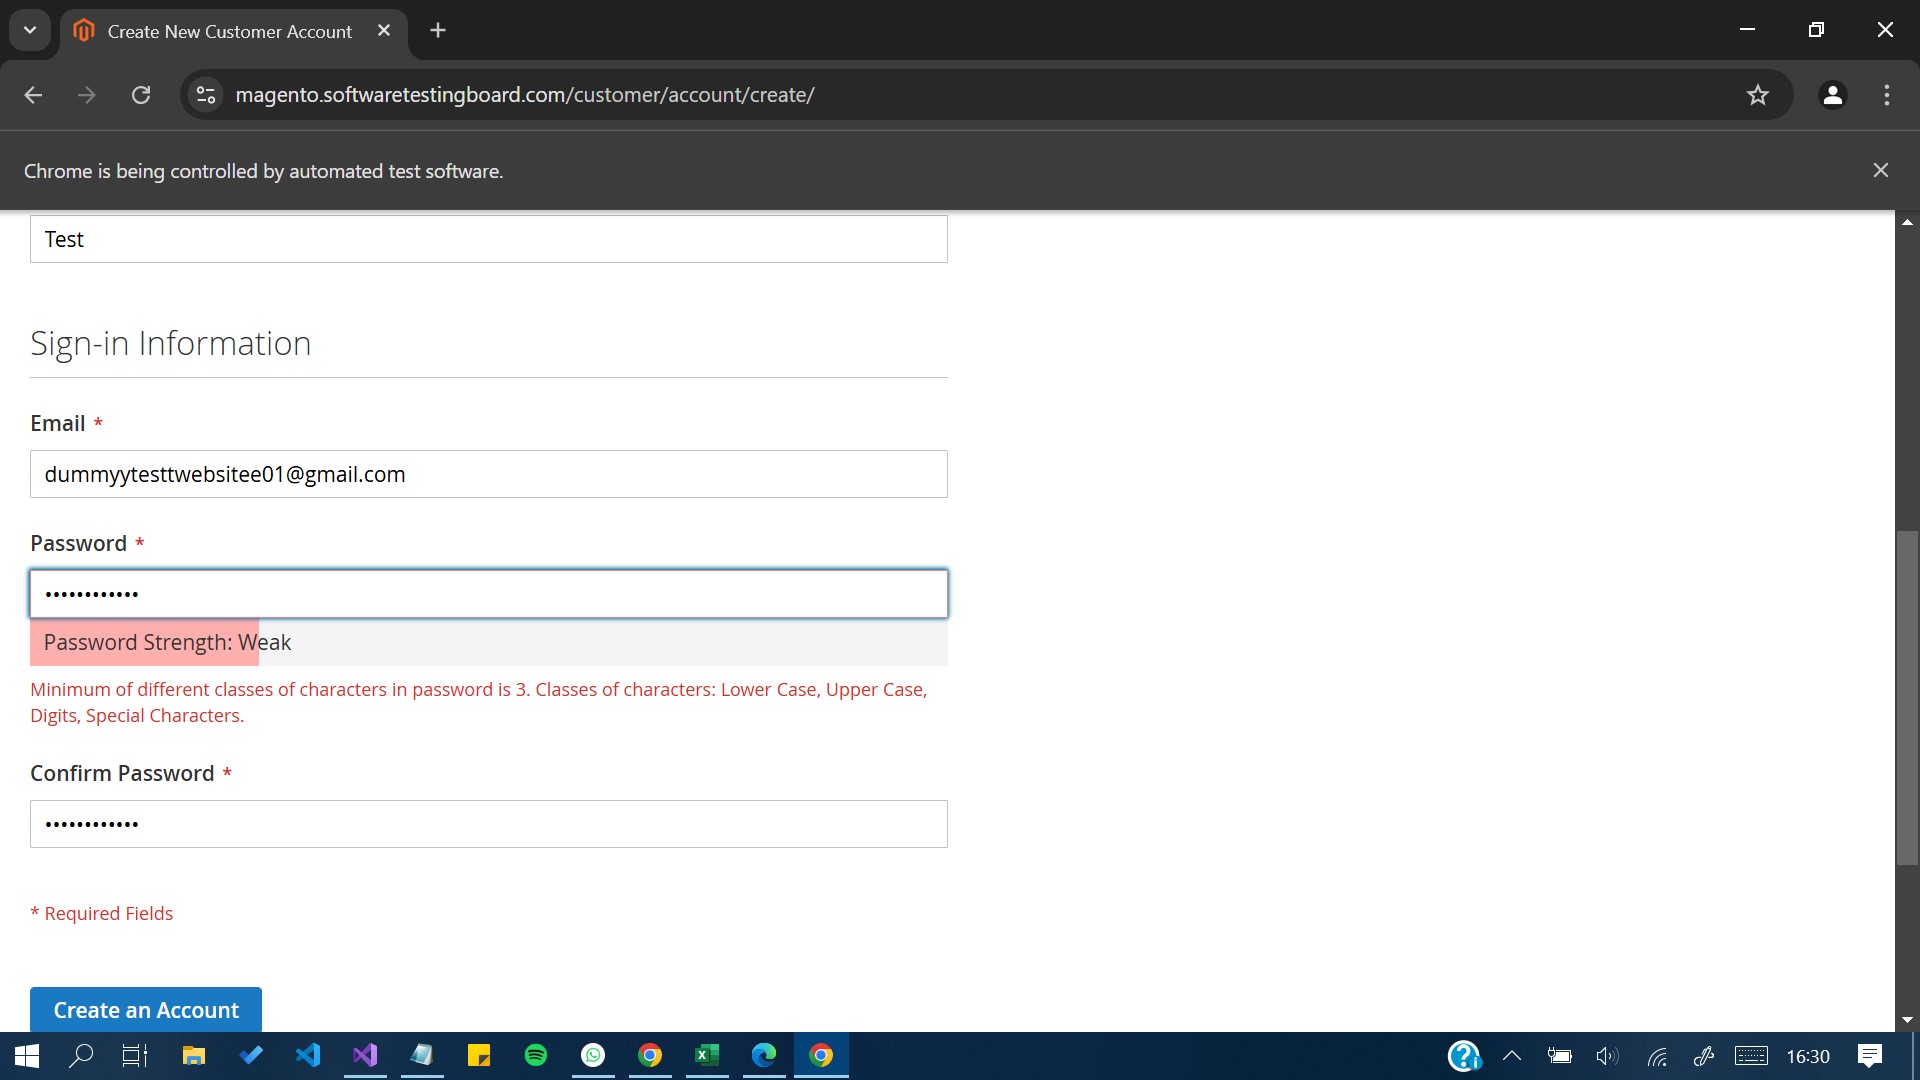 Create New Customer Account
magento.softwaretestingboard.com/customer/account/create/
Chrome is being controlled by automated test software.
Test
Sign-in Information
Email *
dummyytesttwebsitee01@gmail.com
Password *
••••••••••••
Password Strength: Weak
Minimum of different classes of characters in password is 3. Classes of characters: Lower Case, Upper Case,
Digits, Special Characters.
Confirm Password *
••••••••••••
* Required Fields
Create an Account
16:30